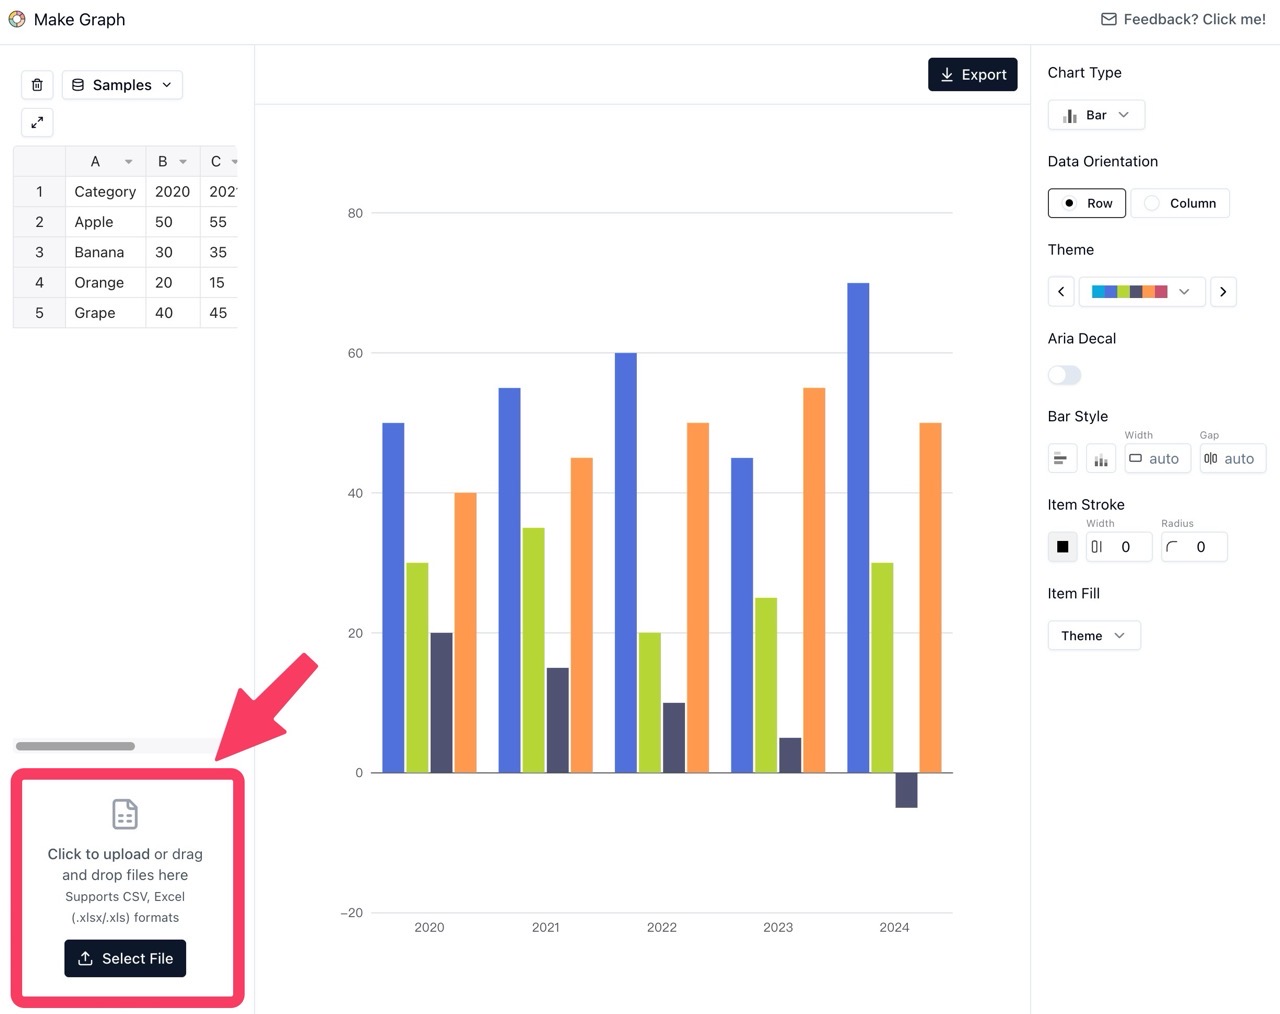 Make Graph
Feedback? Click me!
Samples
Export
A B C
1 Category 2020 202
2 Apple 50 55
3 Banana 30 35
4 Orange 20 15
5 Grape 40 45
Click to upload or drag
and drop files here
Supports CSV, Excel
(.xlsx/.xls) formats
Select File
80
60
40
20
0
−20
2020 2021 2022 2023 2024
Chart Type
Bar
Data Orientation
Row Column
Theme
Aria Decal
Bar Style
Width Gap
auto auto
Item Stroke
Width Radius
0 0
Item Fill
Theme